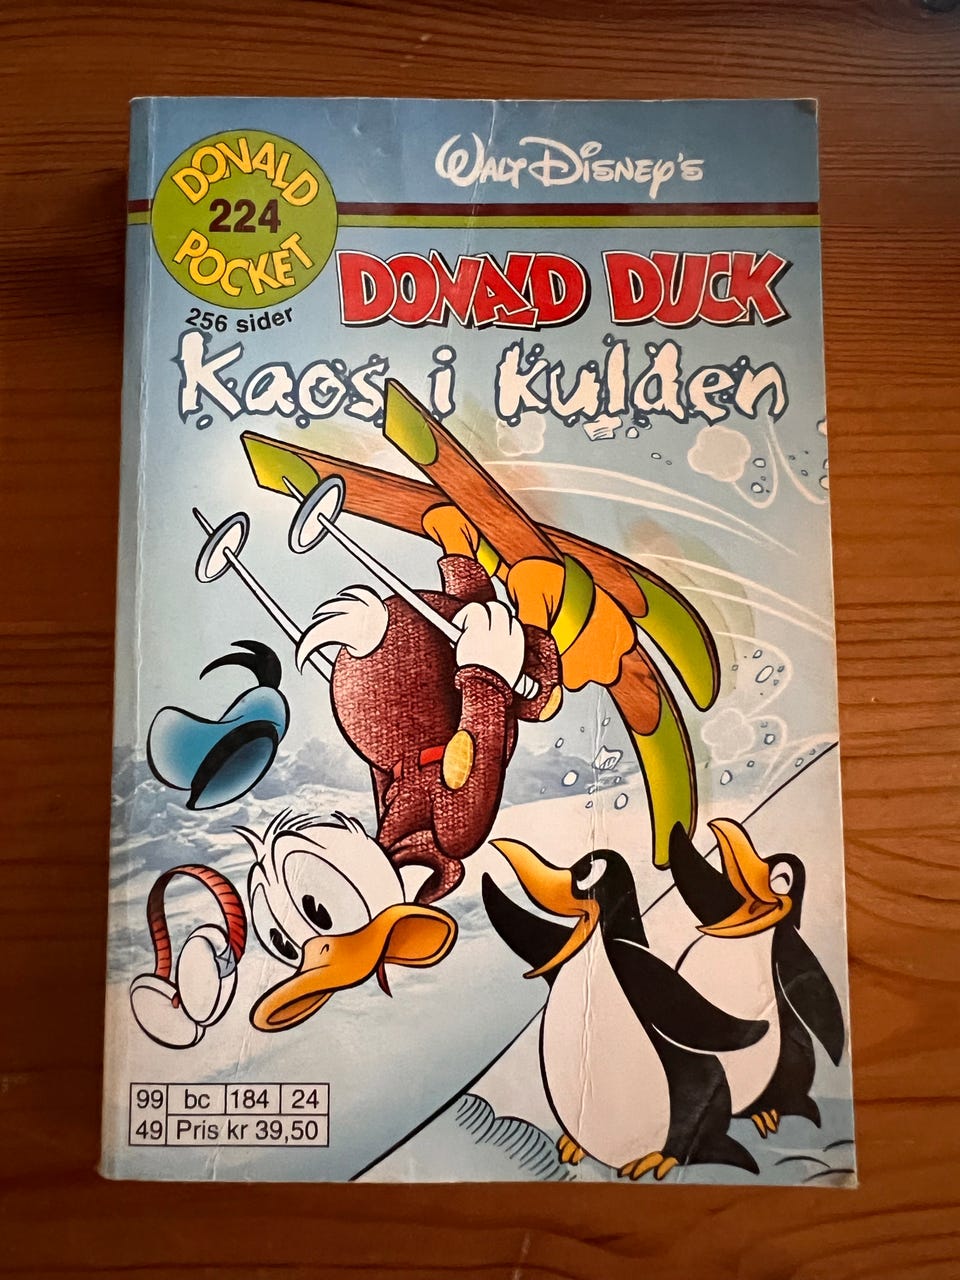 WALT DISNEY'S
DONALD
224
POCKET
256 sider
DONALD DUCK
Kaos i kulden
99 bc 184 24
49 Pris kr 39,50